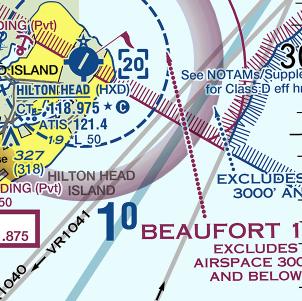 DING (Pvt)
D ISLAND
20
30
See NOTAMs/Supple
for Class D eff h
HILTON HEAD (HXD)
CT - 118.975 ★ C
ATIS 121.4
19 L 50
327
(318)
HILTON HEAD
ISLAND
DING (Pvt)
50
EXCLUDES
3000' AN
10
BEAUFORT 1
EXCLUDES
AIRSPACE 300
AND BELOW
.875
VR1041
1040